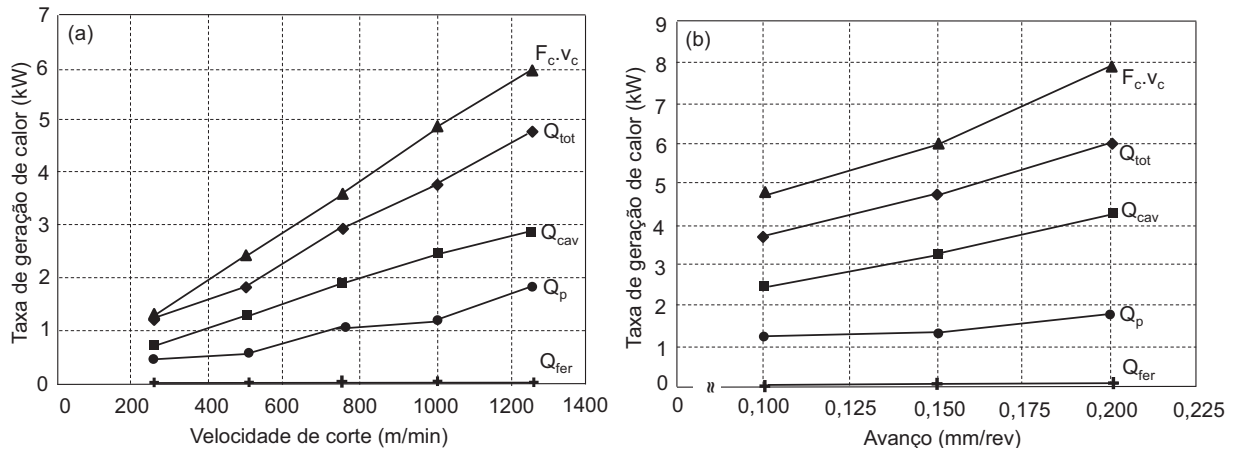 (a)
Taxa de geração de calor (kW)
7
6
5
4
3
2
1
0
F_c.v_c
Q_tot
Q_cav
Q_p
Q_fer
0 200 400 600 800 1000 1200 1400
Velocidade de corte (m/min)
(b)
Taxa de geração de calor (kW)
9
8
7
6
5
4
3
2
1
0
F_c.v_c
Q_tot
Q_cav
Q_p
Q_fer
≈
0 0,100 0,125 0,150 0,175 0,200 0,225
Avanço (mm/rev)